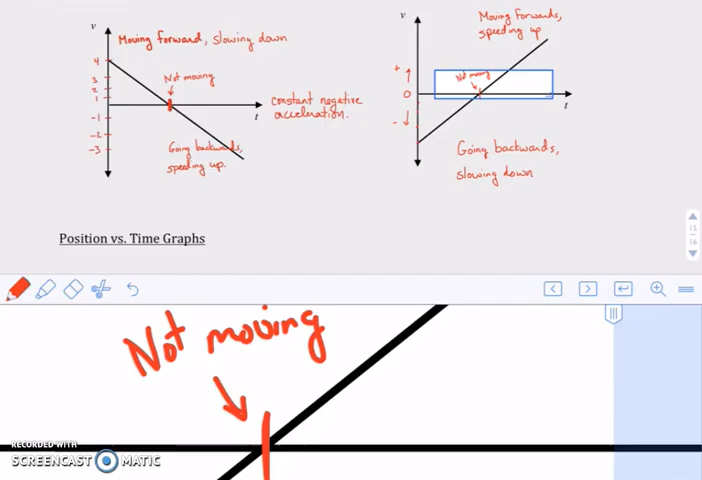 v
Moving forward, slowing down
4
3
2
1
Not moving
t
constant negative
acceleration.
-1
-2
-3
Going backwards,
speeding up.
v
Moving forwards,
speeding up
+
0
-
Not moving
t
Going backwards,
slowing down
Position vs. Time Graphs
15
16
Not moving
RECORDED WITH
SCREENCAST MATIC